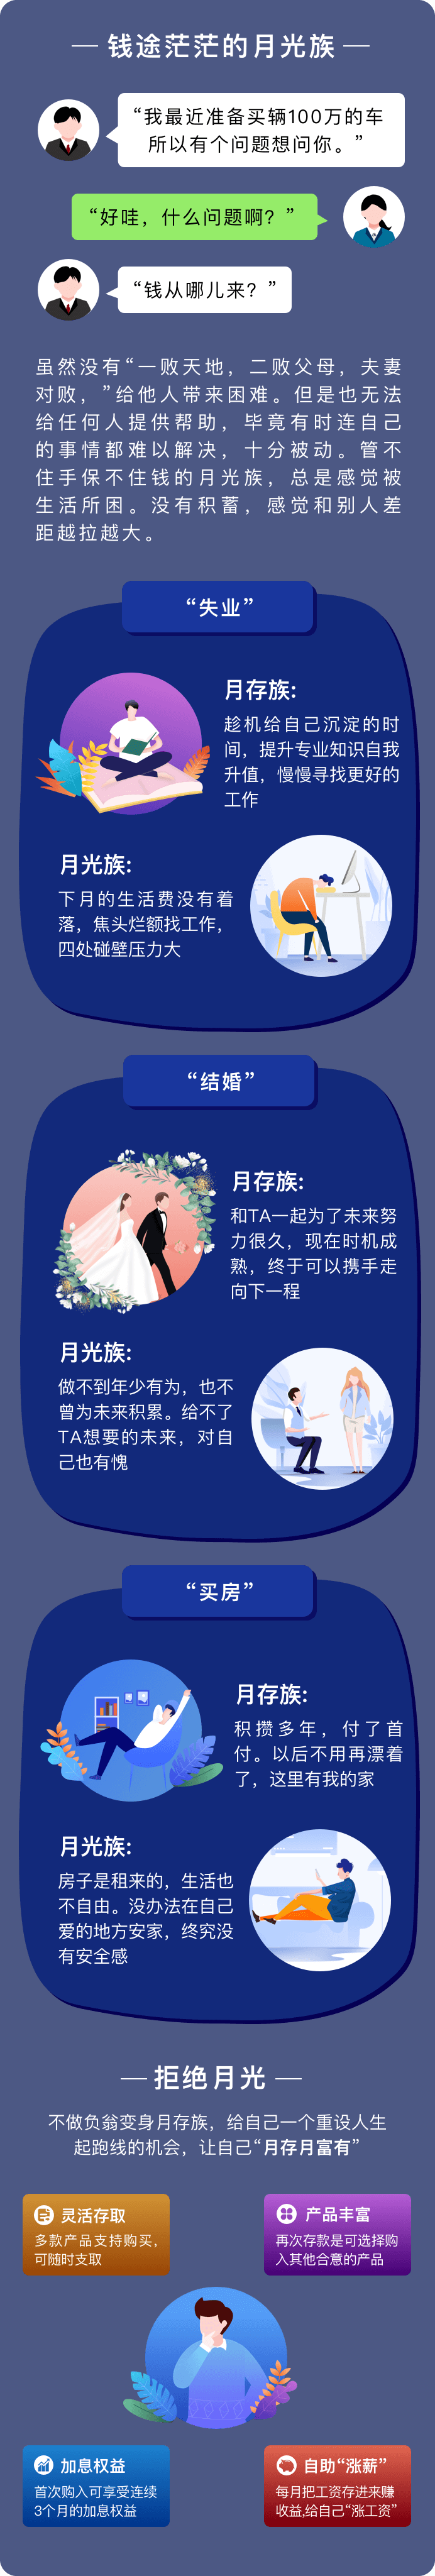 钱途茫茫的月光族
“我最近准备买辆100万的车
所以有个问题想问你。”
“好哇，什么问题啊？”
“钱从哪儿来？”
虽然没有“一败天地，二败父母，夫妻
对败，”给他人带来困难。但是也无法
给任何人提供帮助，毕竟有时连自己
的事情都难以解决，十分被动。管不
住手保不住钱的月光族，总是感觉被
生活所困。没有积蓄，感觉和别人差
距越拉越大。
“失业”
月存族:
趁机给自己沉淀的时
间，提升专业知识自我
升值，慢慢寻找更好的
工作
月光族:
下月的生活费没有着
落，焦头烂额找工作，
四处碰壁压力大
“结婚”
月存族:
和TA一起为了未来努
力很久，现在时机成
熟，终于可以携手走
向下一程
月光族:
做不到年少有为，也不
曾为未来积累。给不了
TA想要的未来，对自
己也有愧
“买房”
月存族:
积攒多年，付了首
付。以后不用再漂着
了，这里有我的家
月光族:
房子是租来的，生活也
不自由。没办法在自己
爱的地方安家，终究没
有安全感
拒绝月光
不做负翁变身月存族，给自己一个重设人生
起跑线的机会，让自己“月存月富有”
灵活存取
多款产品支持购买，
可随时支取
产品丰富
再次存款是可选择购
入其他合意的产品
加息权益
首次购入可享受连续
3个月的加息权益
自助“涨薪”
每月把工资存进来赚
收益,给自己“涨工资”